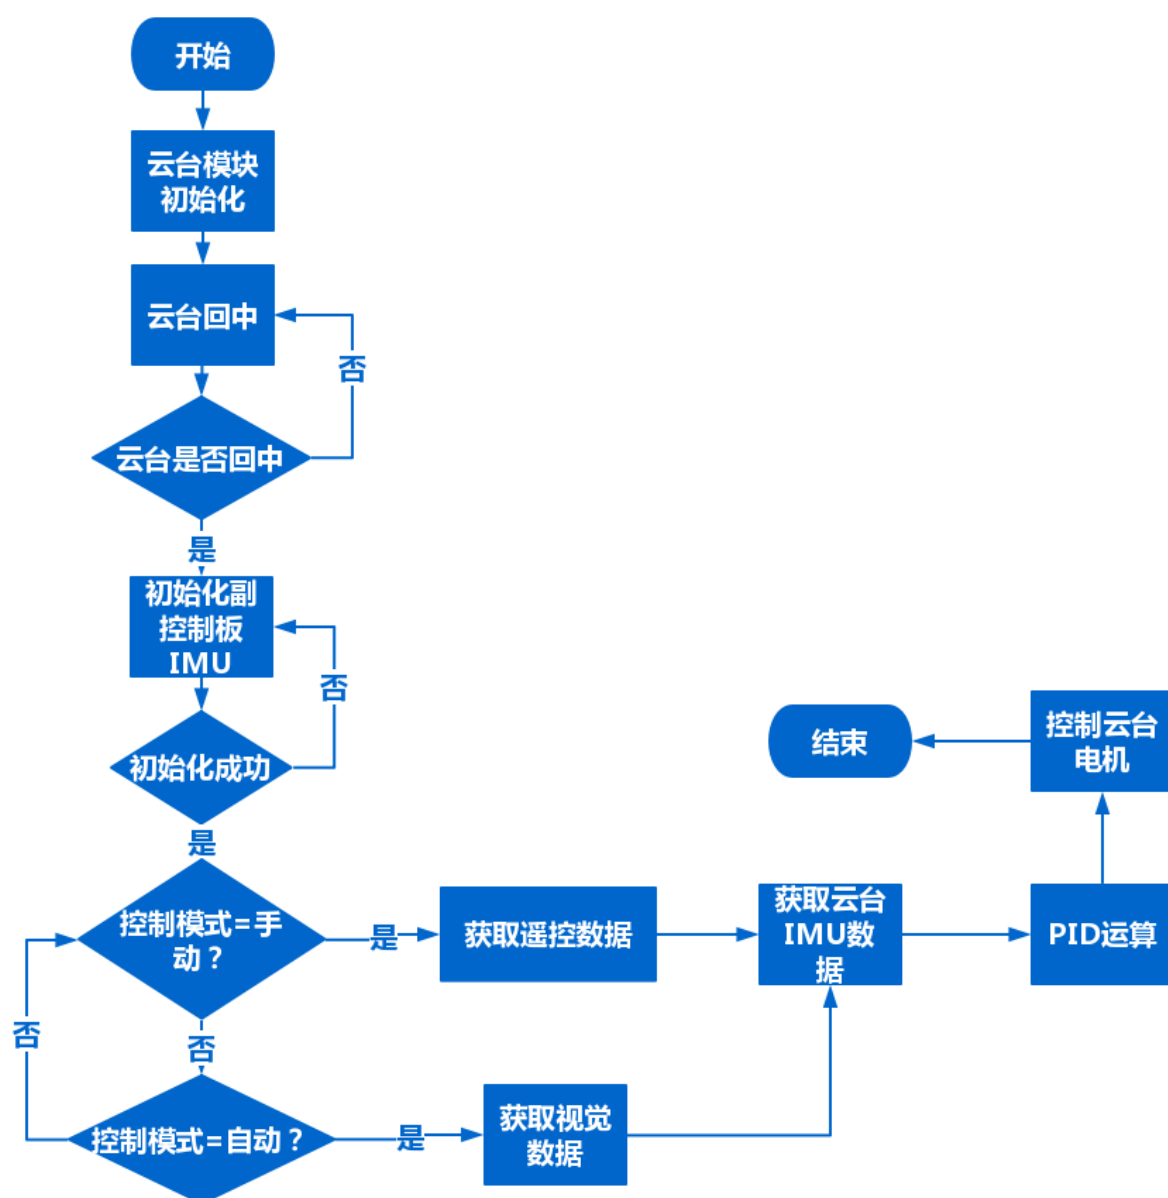 开始
云台模块
初始化
云台回中
否
云台是否回中
是
初始化副
控制板
IMU
否
初始化成功
是
控制模式=手
动？
是
获取遥控数据
获取云台
IMU数
据
PID运算
控制云台
电机
结束
否
否
控制模式=自动？
是
获取视觉
数据